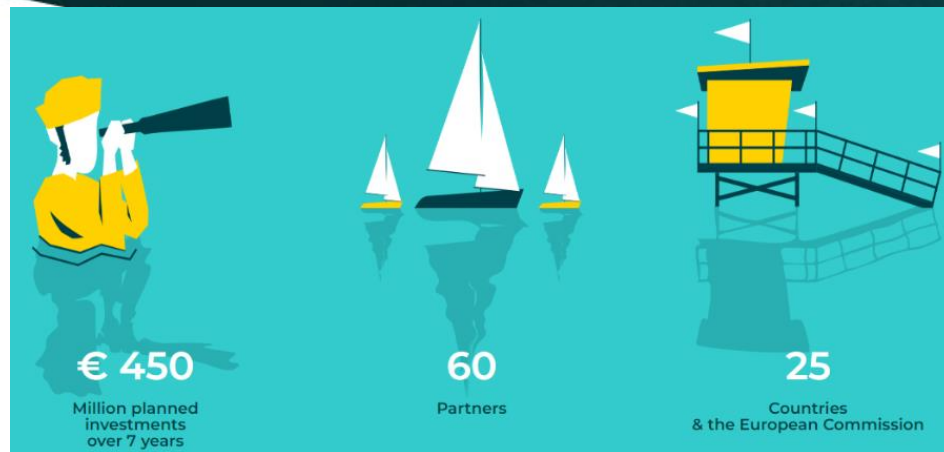 € 450
Million planned
investments
over 7 years
60
Partners
25
Countries
& the European Commission